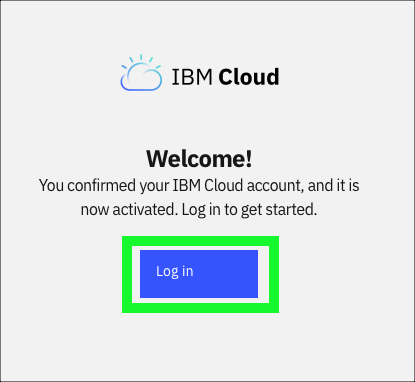 IBM Cloud
Welcome!
You confirmed your IBM Cloud account, and it is
now activated. Log in to get started.
Log in